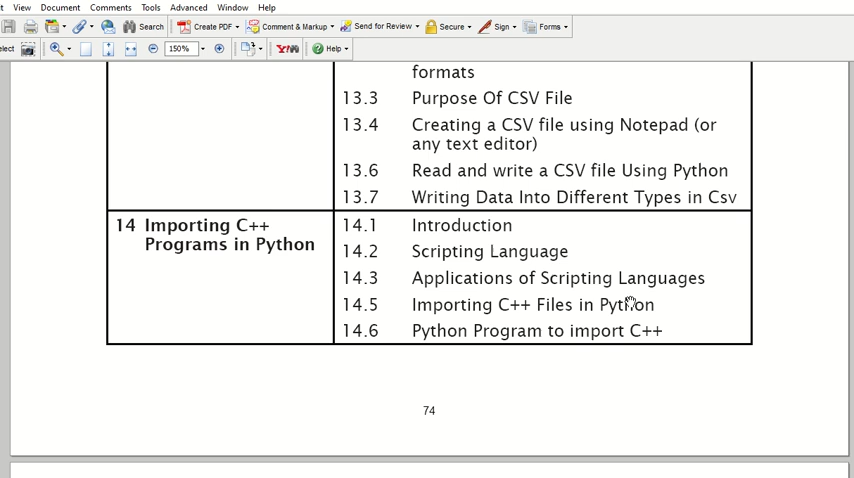 View Document Comments Tools Advanced Window Help
Search Create PDF Comment & Markup Send for Review Secure Sign Forms
150% Help
formats
13.3 Purpose Of CSV File
13.4 Creating a CSV file using Notepad (or
any text editor)
13.6 Read and write a CSV file Using Python
13.7 Writing Data Into Different Types in Csv
14 Importing C++
Programs in Python
14.1 Introduction
14.2 Scripting Language
14.3 Applications of Scripting Languages
14.5 Importing C++ Files in Python
14.6 Python Program to import C++
74